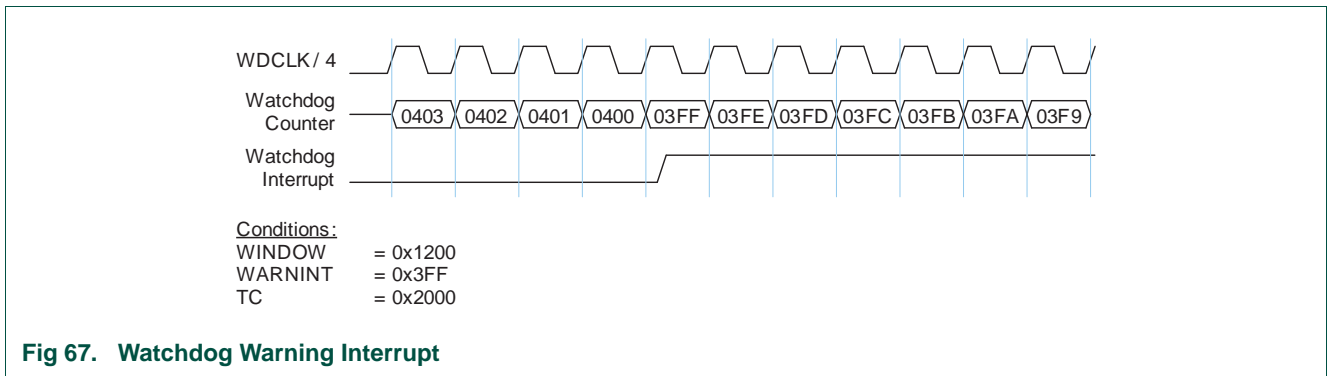 WDCLK / 4
Watchdog
Counter
0403 0402 0401 0400 03FF 03FE 03FD 03FC 03FB 03FA 03F9
Watchdog
Interrupt
Conditions:
WINDOW = 0x1200
WARNINT = 0x3FF
TC = 0x2000
Fig 67. Watchdog Warning Interrupt